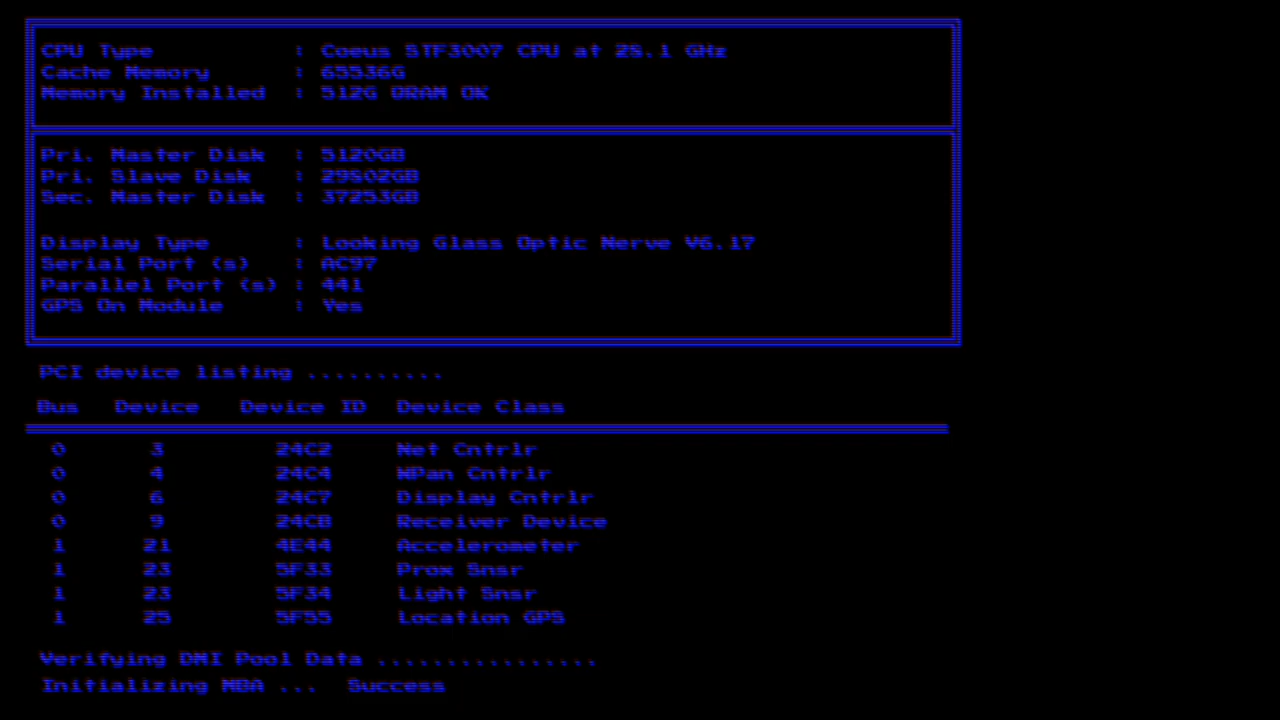 CPU Type : Coeus STF3007 CPU at 25.1 GHz
Cache Memory : 65536G
Memory Installed : 512G DRAM OK
Pri. Master Disk : 5120GB
Pri. Slave Disk : 29802GB
Sec. Master Disk : 37253GB
Display Type : Looking Glass Optic Nerve V6.17
Serial Port (s) : AC97
Parallel Port (s) : 441
GPS On Module : Yes
PCI device listing ..........
Bus Device Device ID Device Class
0 3 24C2 Net Cntrlr
0 4 24C4 WPan Cntrlr
0 6 24C7 Display Cntrlr
0 9 24C8 Receiver Device
1 21 4E44 Accelerometer
1 23 5F33 Prox Snsr
1 23 5F34 Light Snsr
1 25 5F55 Location GPS
Verifying DMI Pool Data ................
Initializing MBA ... Success